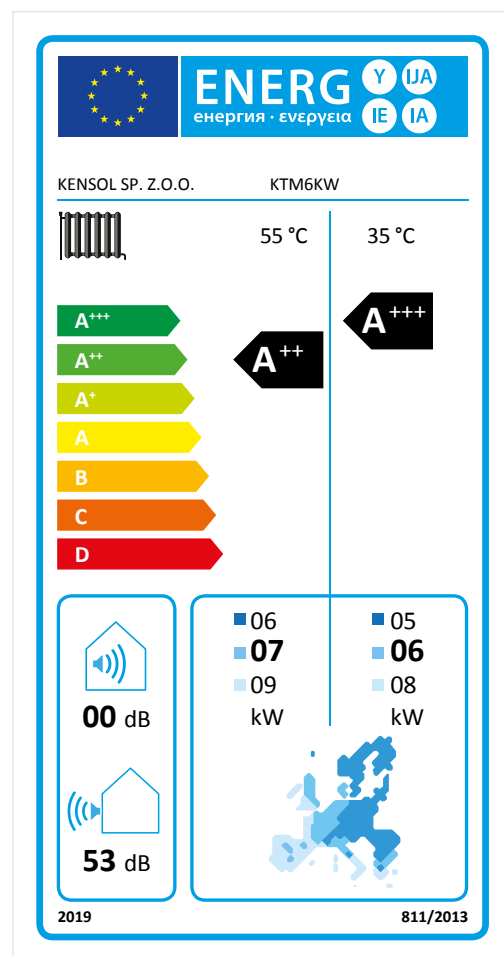 ENERG Y IJA
енергия · ενεργεια IE IA
KENSOL SP. Z.O.O. KTM6KW
55 °C 35 °C
A+++
A++
A+
A
B
C
D
A++
A+++
00 dB
53 dB
06
07
09
kW
05
06
08
kW
2019 811/2013